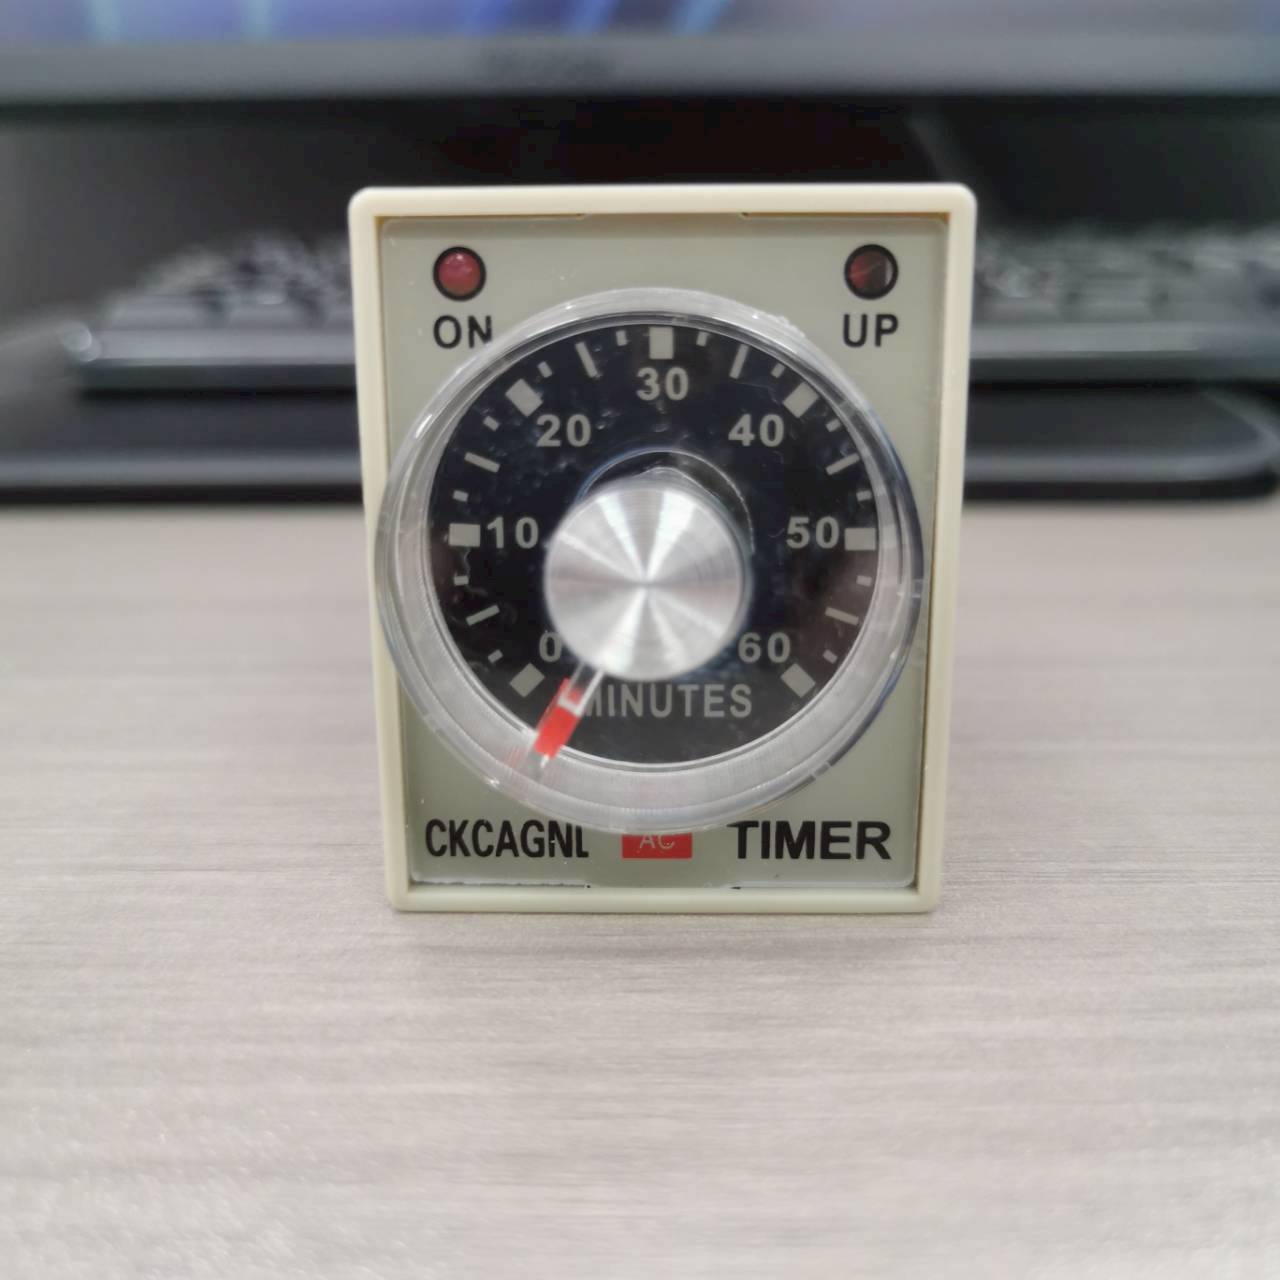 ON
UP
30
20 40
10 50
0 60
MINUTES
CKCAGNL AC TIMER